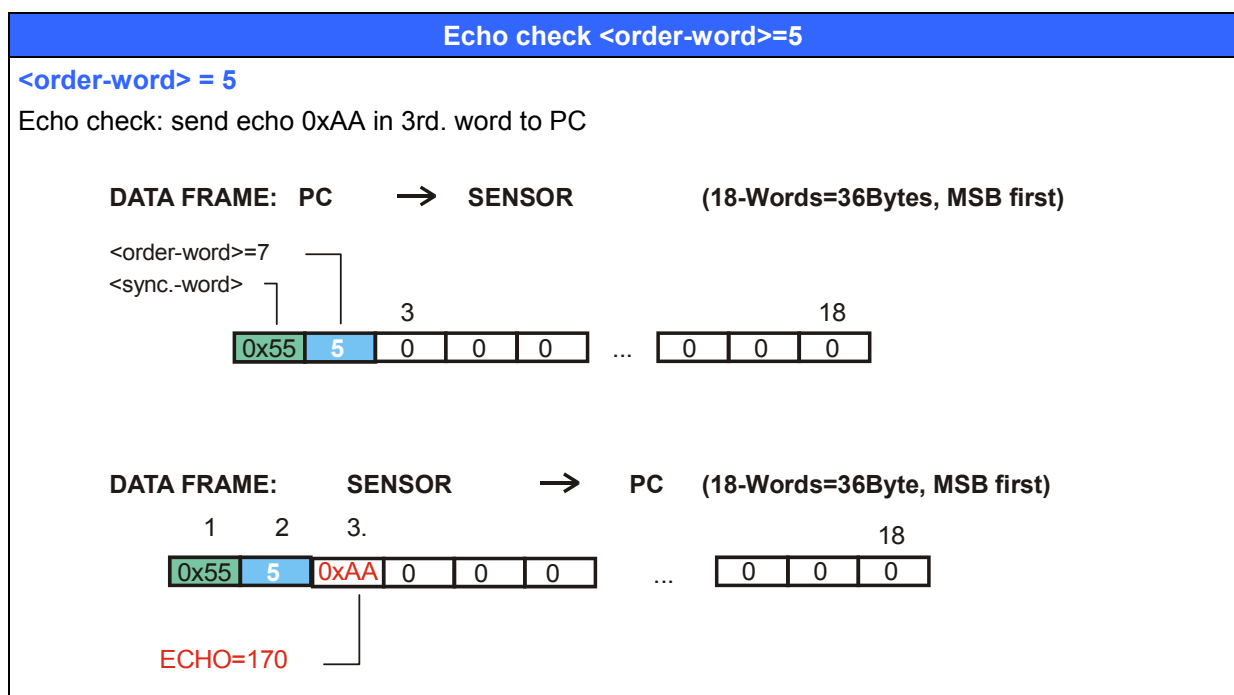 Echo check <order-word>=5
<order-word> = 5
Echo check: send echo 0xAA in 3rd. word to PC
DATA FRAME: PC → SENSOR (18-Words=36Bytes, MSB first)
<order-word>=7
<sync.-word>
3 18
0x55 5 0 0 0 ... 0 0 0
DATA FRAME: SENSOR → PC (18-Words=36Byte, MSB first)
1 2 3. 18
0x55 5 0xAA 0 0 0 ... 0 0 0
ECHO=170